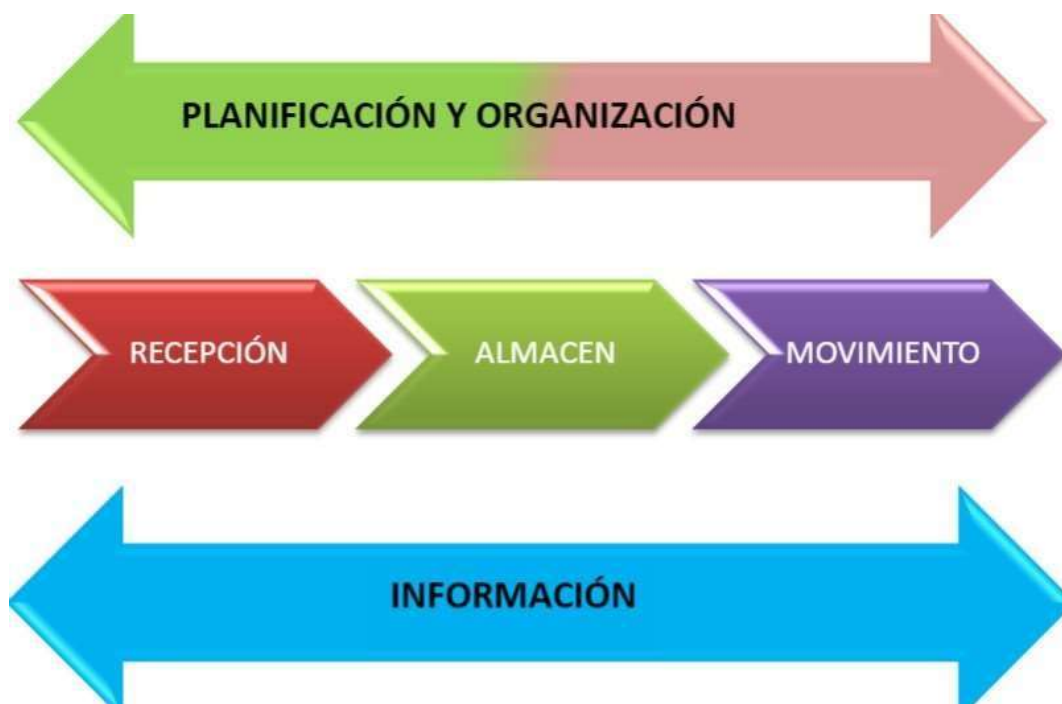 PLANIFICACIÓN Y ORGANIZACIÓN
RECEPCIÓN
ALMACEN
MOVIMIENTO
INFORMACIÓN